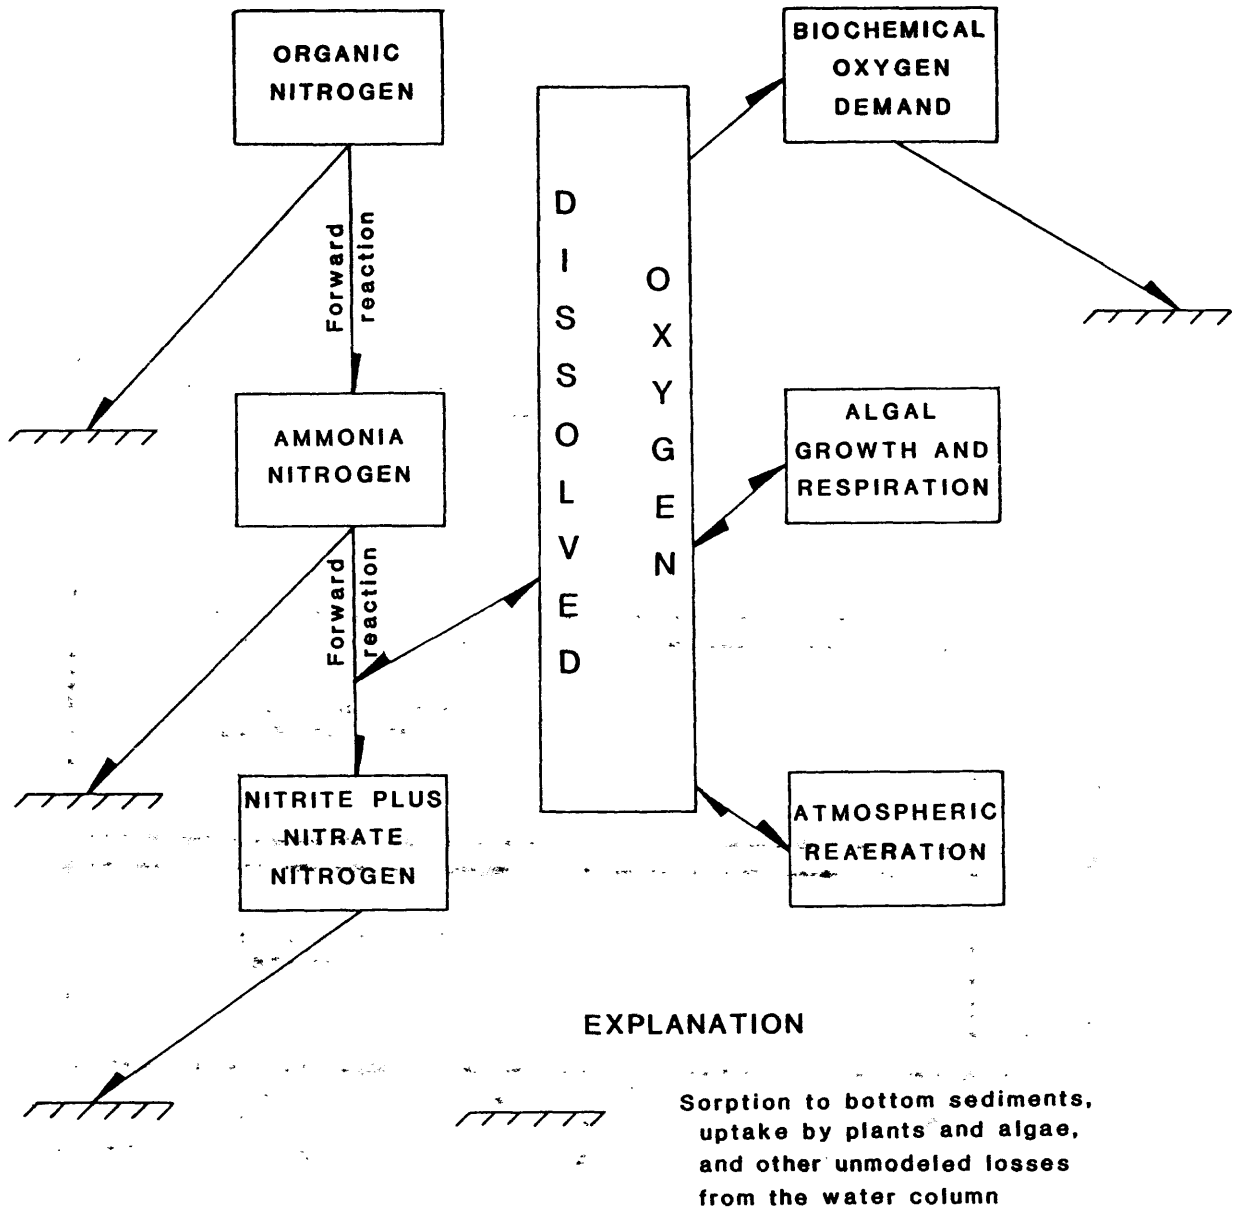 ORGANIC
NITROGEN
Forward
reaction
AMMONIA
NITROGEN
Forward
reaction
NITRITE PLUS
NITRATE
NITROGEN
DISSOLVED
OXYGEN
BIOCHEMICAL
OXYGEN
DEMAND
ALGAL
GROWTH AND
RESPIRATION
ATMOSPHERIC
REAERATION
EXPLANATION
Sorption to bottom sediments,
uptake by plants and algae,
and other unmodeled losses
from the water column